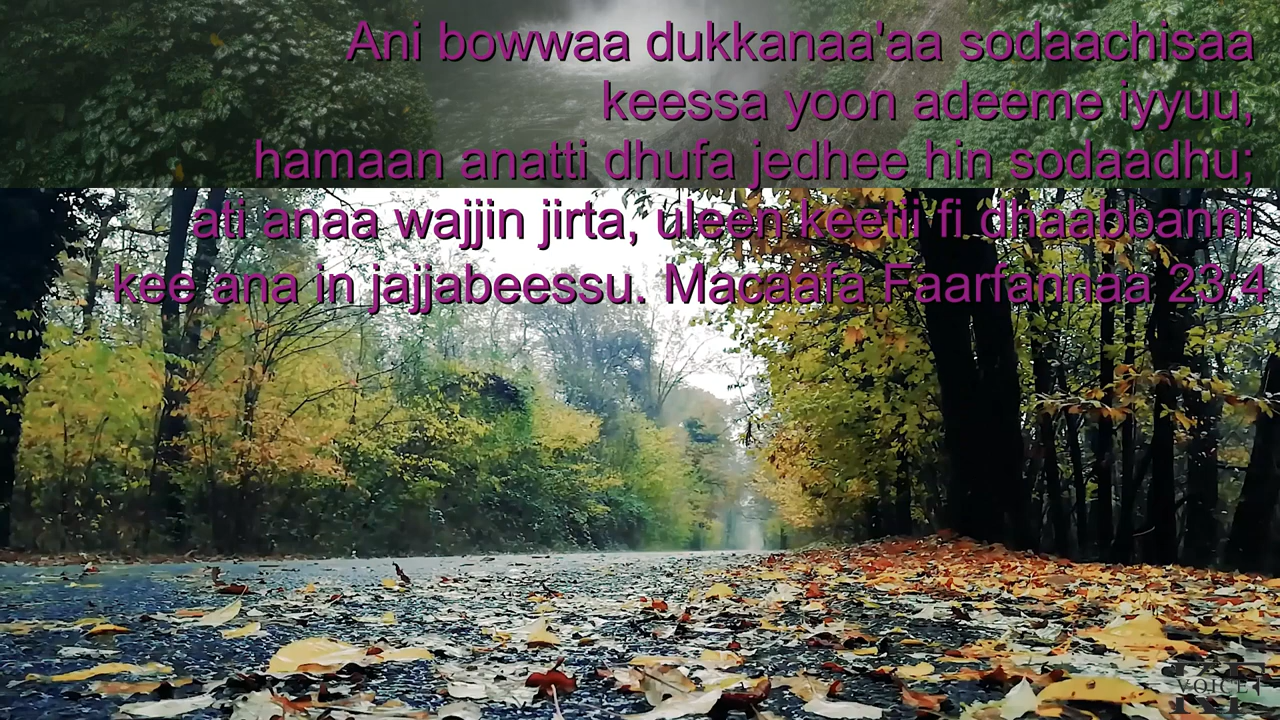 Ani bowwaa dukkanaa'aa sodaachisaa
keessa yoon adeeme iyyuu,
hamaan anatti dhufa jedhee hin sodaadhu;
ati anaa wajjin jirta, uleen keetii fi dhaabbanni
kee ana in jajjabeessu. Macaafa Faarfannaa 23:4
VOICE